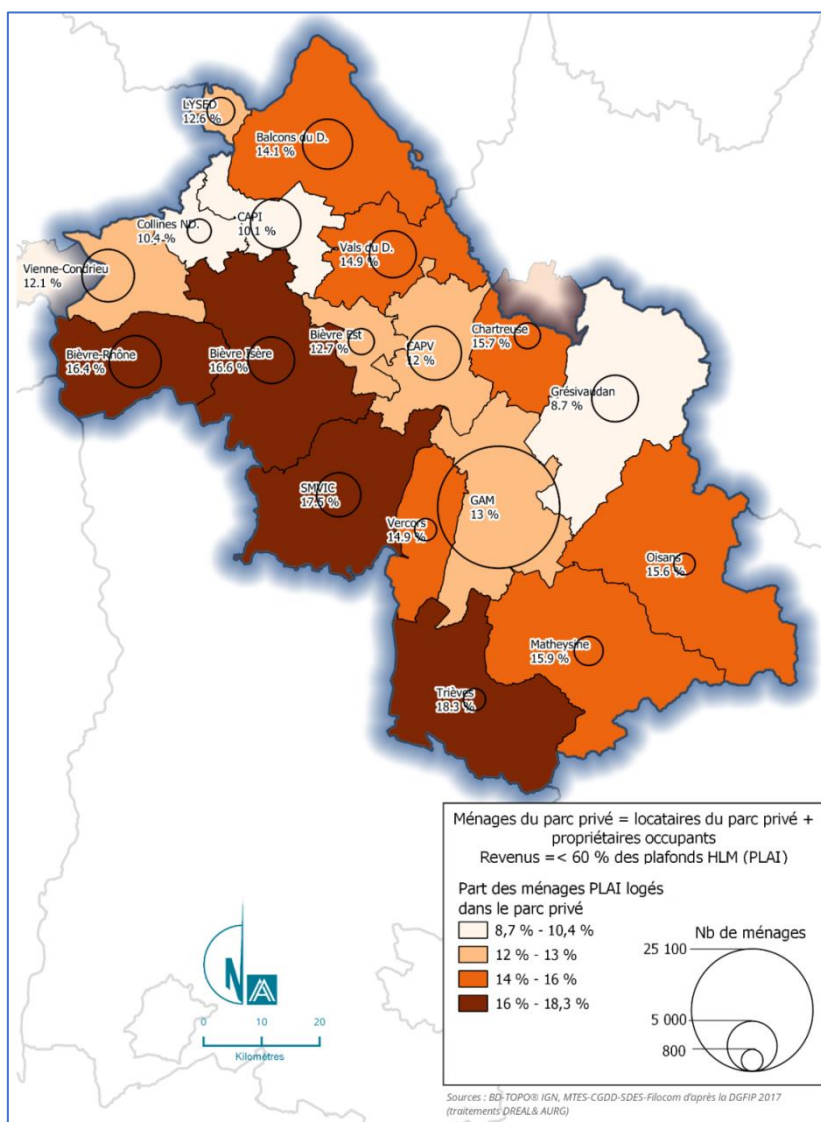 LYSED
12.6 %
Balcons du D.
14.1 %
Collines ND.
10.4 %
CAPI
10.1 %
Vals du D.
14.9 %
Vienne-Condrieu
12.1 %
Bièvre-Rhône
16.4 %
Bièvre Isère
16.6 %
Bièvre Est
12.7 %
CAPV
12 %
Chartreuse
15.7 %
Grésivaudan
8.7 %
SMVIC
17.5 %
Vercors
14.9 %
GAM
13 %
Oisans
15.6 %
Matheysine
15.9 %
Trièves
18.3 %
Ménages du parc privé = locataires du parc privé +
propriétaires occupants
Revenus =< 60 % des plafonds HLM (PLAI)
Part des ménages PLAI logés
dans le parc privé
8,7 % - 10,4 %
12 % - 13 %
14 % - 16 %
16 % - 18,3 %
Nb de ménages
25 100
5 000
800
N
0 10 20
Kilomètres
Sources : BD-TOPO® IGN, MTES-CGDD-SDES-Filocom d'après la DGFIP 2017
(traitements DREAL& AURG)